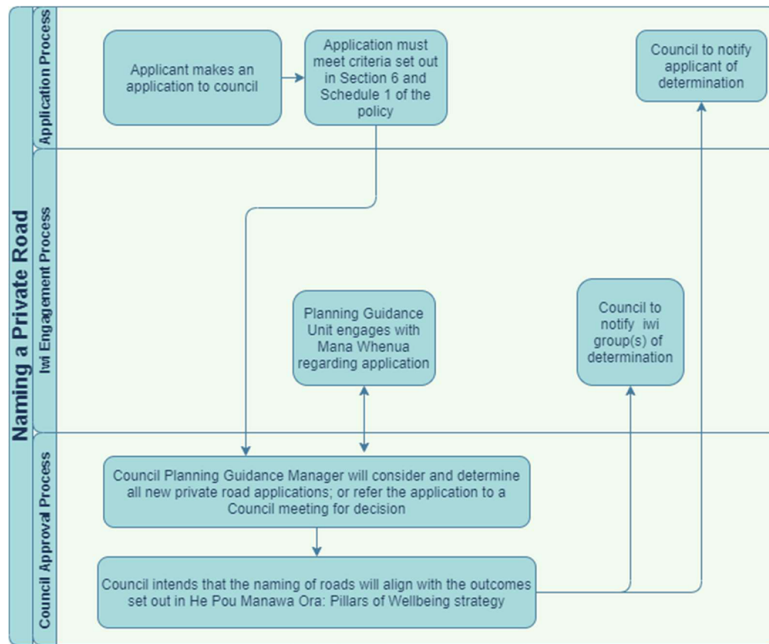 Naming a Private Road
Application Process
Applicant makes an
application to council
Application must
meet criteria set out
in Section 6 and
Schedule 1 of the
policy
Council to notify
applicant of
determination
Iwi Engagement Process
Planning Guidance
Unit engages with
Mana Whenua
regarding application
Council to
notify iwi
group(s) of
determination
Council Approval Process
Council Planning Guidance Manager will consider and determine
all new private road applications; or refer the application to a
Council meeting for decision
Council intends that the naming of roads will align with the outcomes
set out in He Pou Manawa Ora: Pillars of Wellbeing strategy